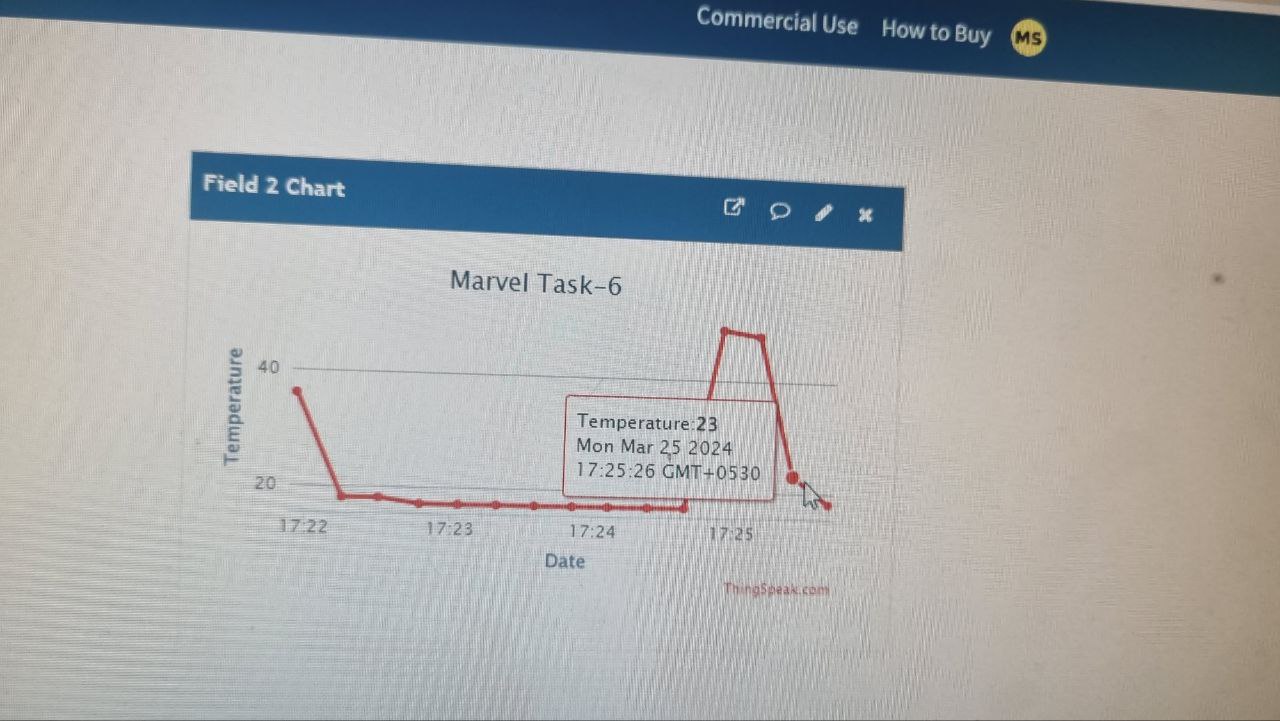 Commercial Use How to Buy MS
Field 2 Chart
Marvel Task-6
Temperature
40
20
Temperature:23
Mon Mar 25 2024
17:25:26 GMT+0530
17:22 17:23 17:24 17:25
Date
ThingSpeak.com